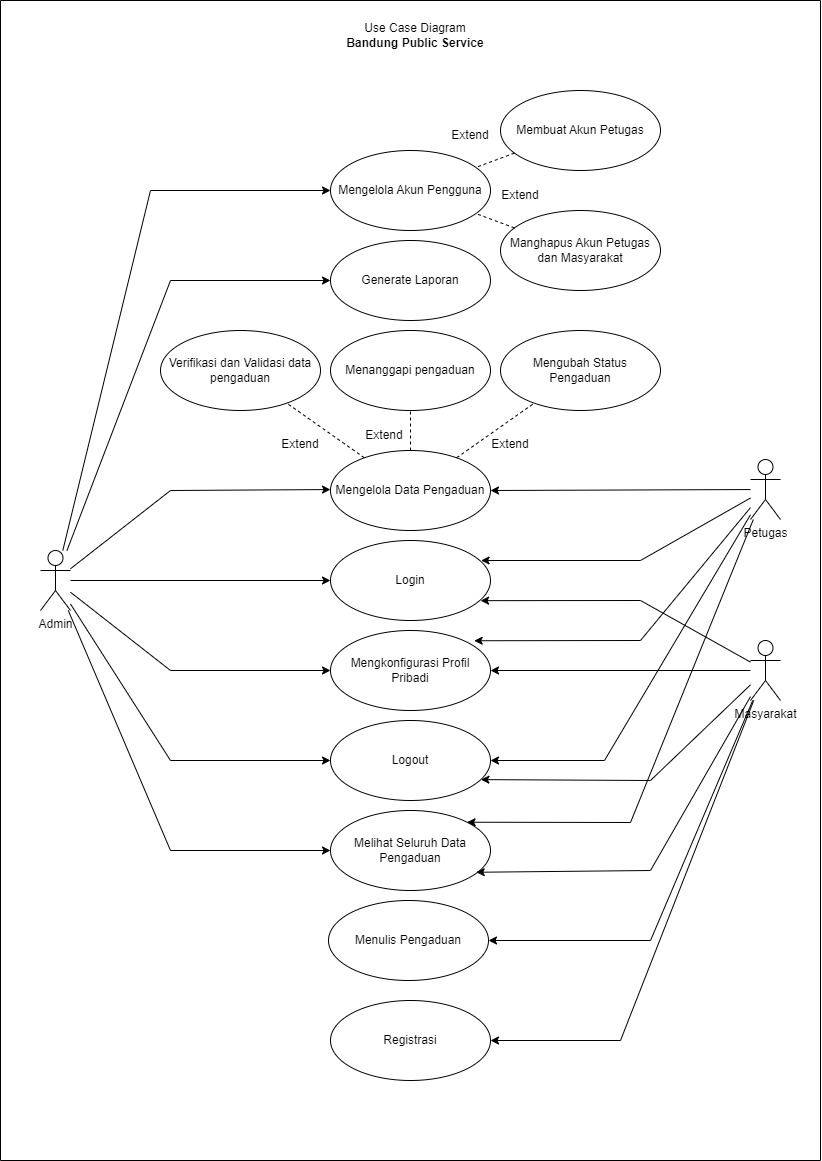 Use Case Diagram
Bandung Public Service
Extend
Membuat Akun Petugas
Mengelola Akun Pengguna
Extend
Manghapus Akun Petugas
dan Masyarakat
Generate Laporan
Verifikasi dan Validasi data
pengaduan
Menanggapi pengaduan
Mengubah Status
Pengaduan
Extend
Extend
Extend
Mengelola Data Pengaduan
Petugas
Login
Admin
Mengkonfigurasi Profil
Pribadi
Masyarakat
Logout
Melihat Seluruh Data
Pengaduan
Menulis Pengaduan
Registrasi